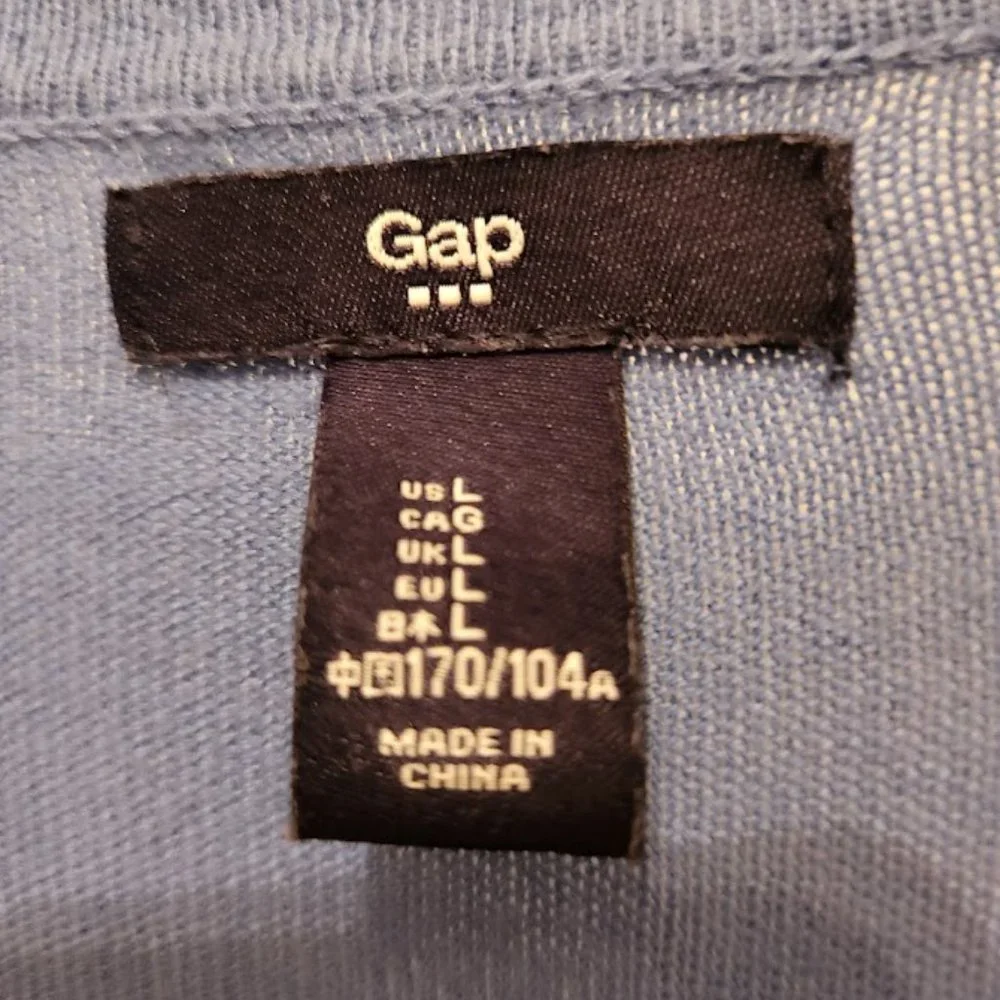 Gap
US L
CA G
UK L
EU L
日本 L
中国170/104A
MADE IN
CHINA